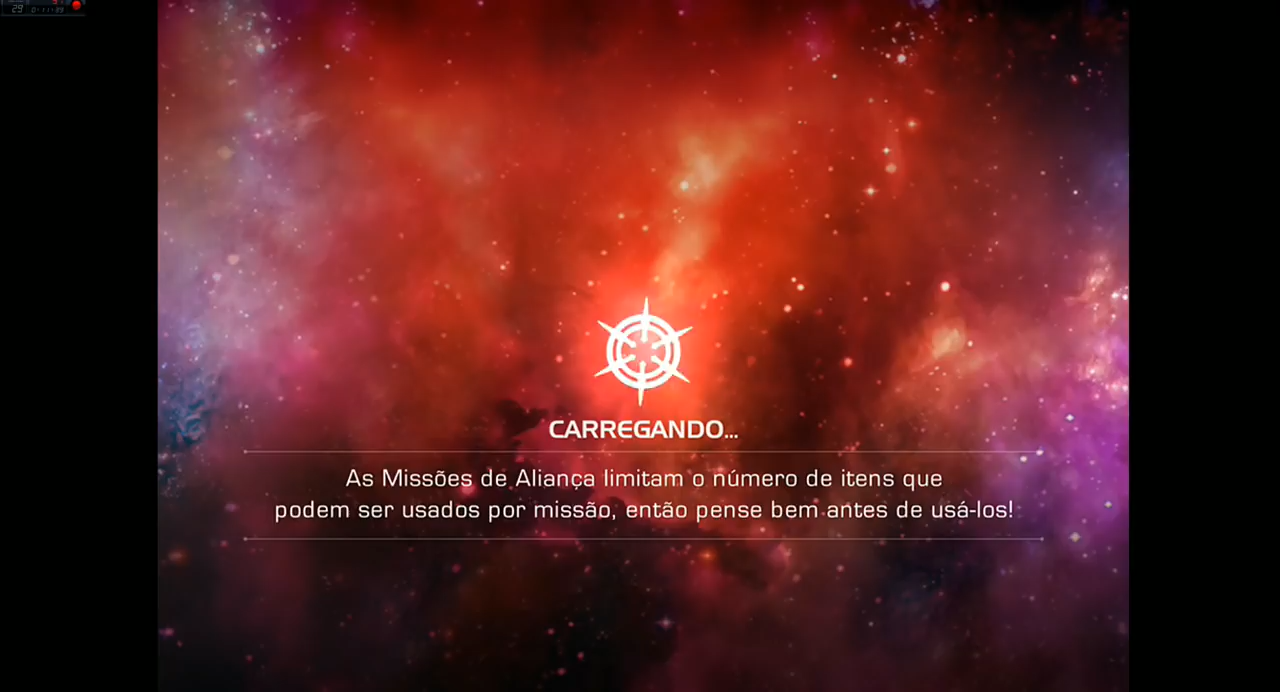 29
CARREGANDO...
As Missões de Aliança limitam o número de itens que
podem ser usados por missão, então pense bem antes de usá-los!